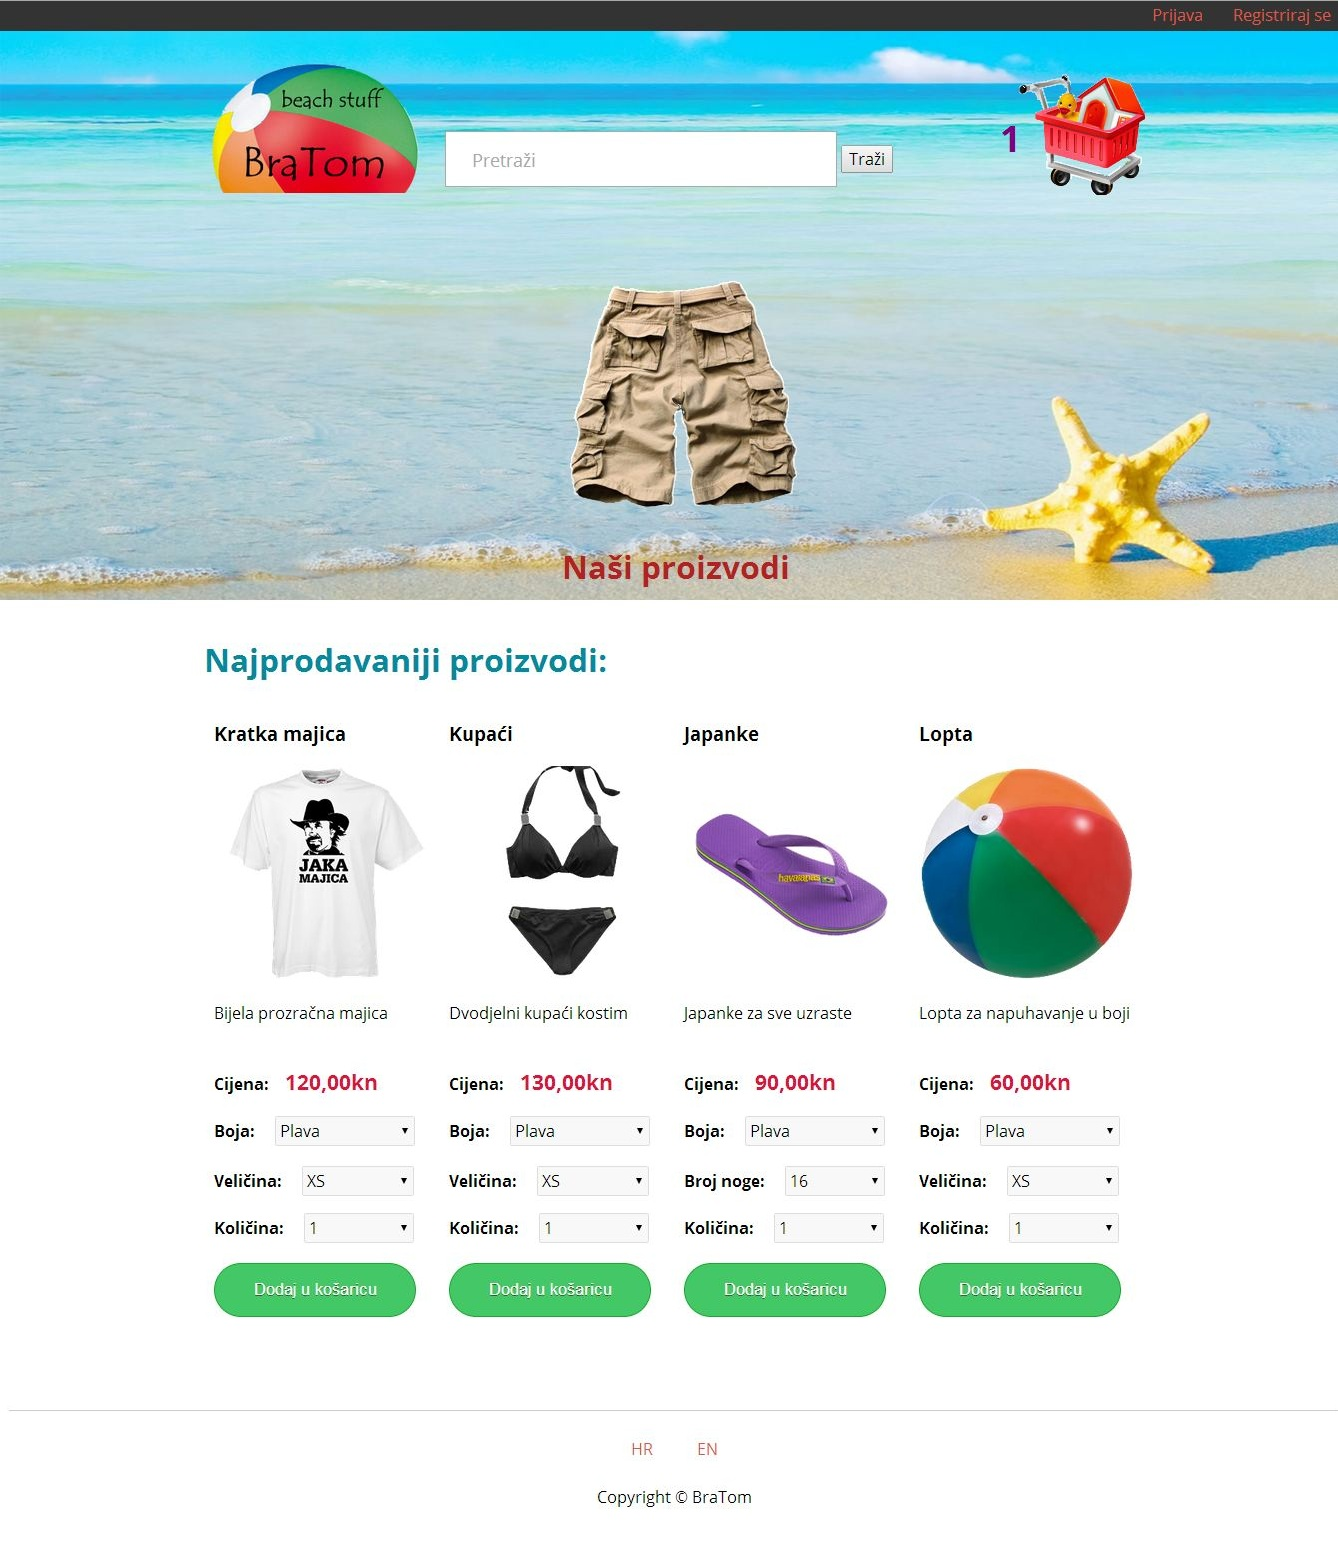 Prijava Registriraj se
beach stuff
BraTom
Pretraži
Traži
1
Naši proizvodi
Najprodavaniji proizvodi:
Kratka majica Kupaći Japanke Lopta
JAKA
MAJICA
havaianas
Bijela prozračna majica Dvodjelni kupaći kostim Japanke za sve uzraste Lopta za napuhavanje u boji
Cijena: 120,00kn Cijena: 130,00kn Cijena: 90,00kn Cijena: 60,00kn
Boja: Plava Boja: Plava Boja: Plava Boja: Plava
Veličina: XS Veličina: XS Broj noge: 16 Veličina: XS
Količina: 1 Količina: 1 Količina: 1 Količina: 1
Dodaj u košaricu Dodaj u košaricu Dodaj u košaricu Dodaj u košaricu
HR EN
Copyright © BraTom